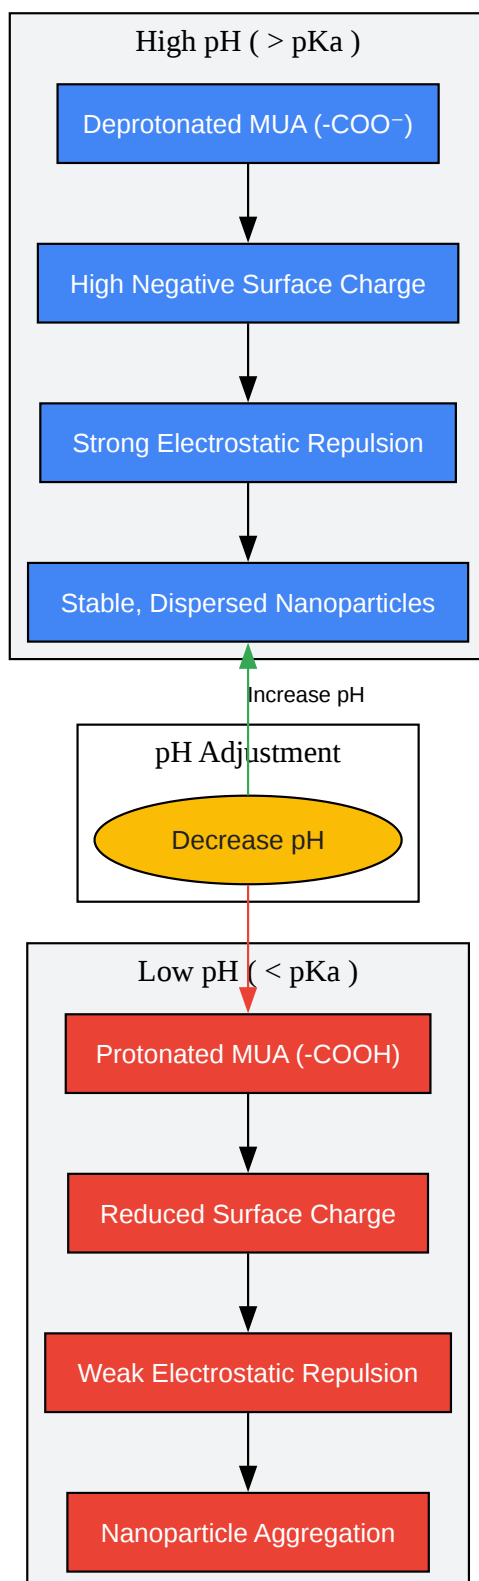 High pH ( > pKa )
Deprotonated MUA (-COO⁻)
High Negative Surface Charge
Strong Electrostatic Repulsion
Stable, Dispersed Nanoparticles
Increase pH
pH Adjustment
Decrease pH
Low pH ( < pKa )
Protonated MUA (-COOH)
Reduced Surface Charge
Weak Electrostatic Repulsion
Nanoparticle Aggregation